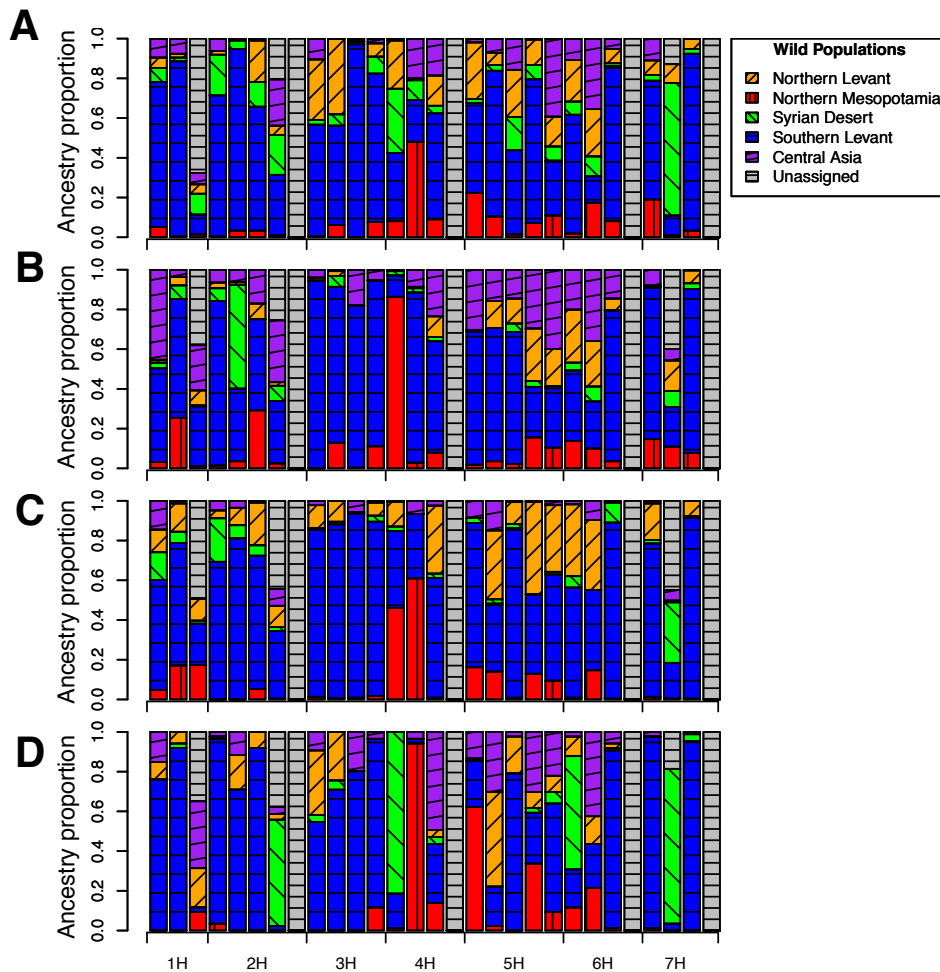 A
Ancestry proportion
0.0 0.2 0.4 0.6 0.8 1.0
Wild Populations
Northern Levant
Northern Mesopotamia
Syrian Desert
Southern Levant
Central Asia
Unassigned
B
Ancestry proportion
0.0 0.2 0.4 0.6 0.8 1.0
C
Ancestry proportion
0.0 0.2 0.4 0.6 0.8 1.0
D
Ancestry proportion
0.0 0.2 0.4 0.6 0.8 1.0
1H 2H 3H 4H 5H 6H 7H